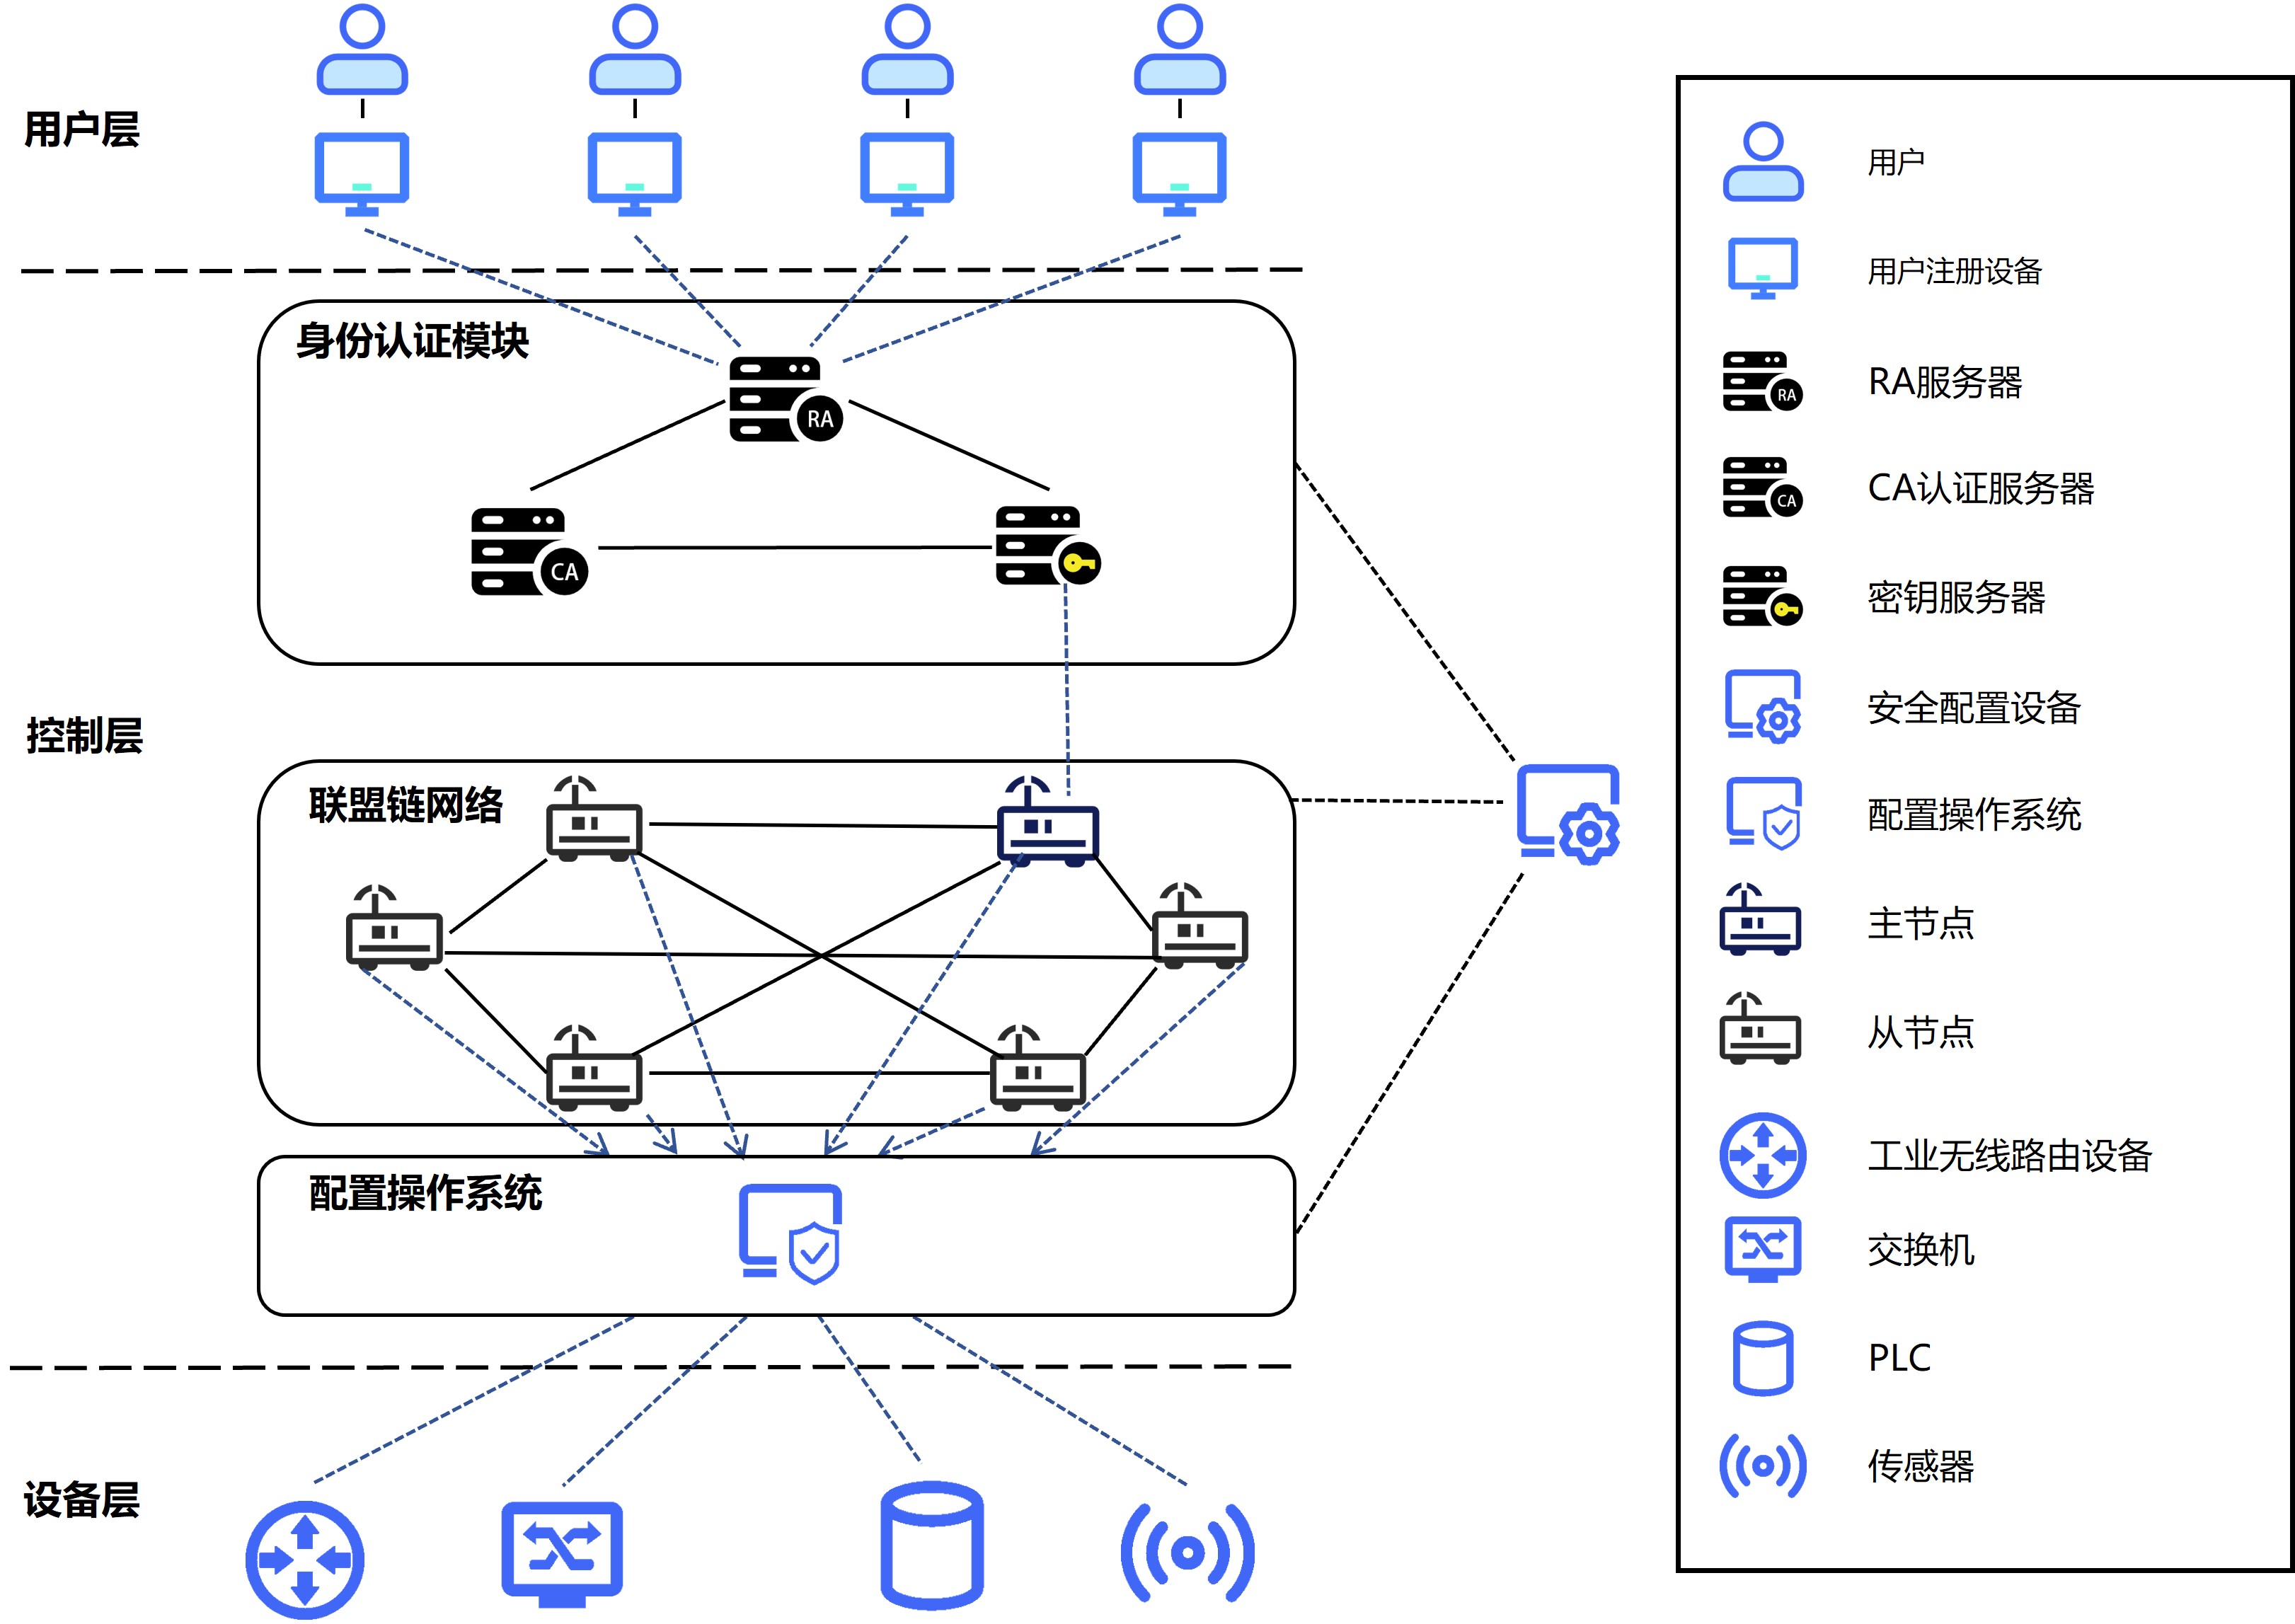 用户层
身份认证模块
RA
CA
控制层
联盟链网络
配置操作系统
设备层
用户
用户注册设备
RA
RA服务器
CA
CA认证服务器
密钥服务器
安全配置设备
配置操作系统
主节点
从节点
工业无线路由设备
交换机
PLC
传感器